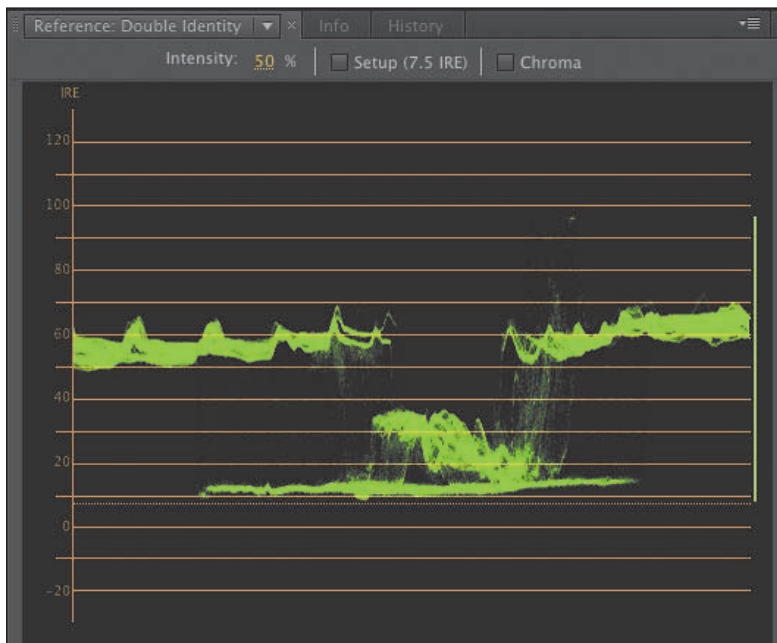 Reference: Double Identity
Info
History
Intensity: 50 %
Setup (7.5 IRE)
Chroma
IRE
120
100
80
60
40
20
0
-20